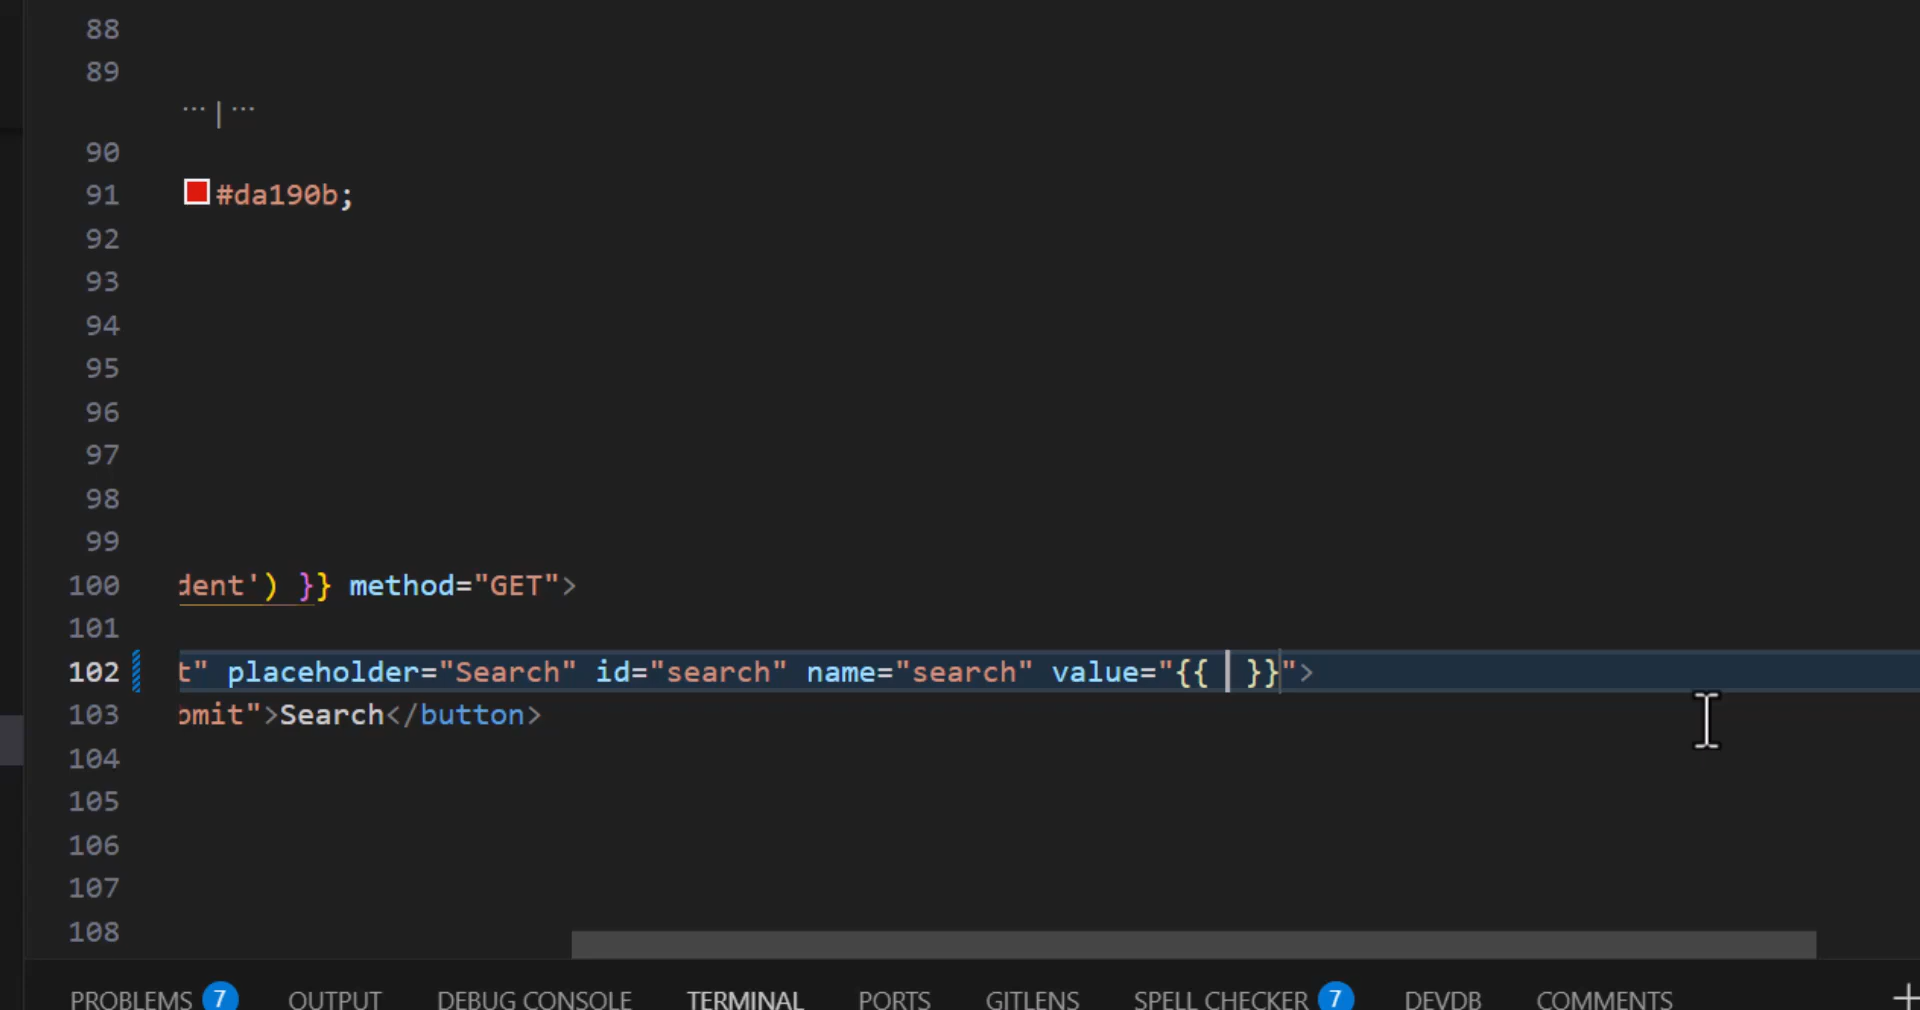 88
89
··· | ···
90
91 #da190b;
92
93
94
95
96
97
98
99
100 dent') }} method="GET">
101
102 t" placeholder="Search" id="search" name="search" value="{{  }}">
103 bmit">Search</button>
104
105
106
107
108
PROBLEMS 7 OUTPUT DEBUG CONSOLE TERMINAL PORTS GITLENS SPELL CHECKER 7 DEVDB COMMENTS +